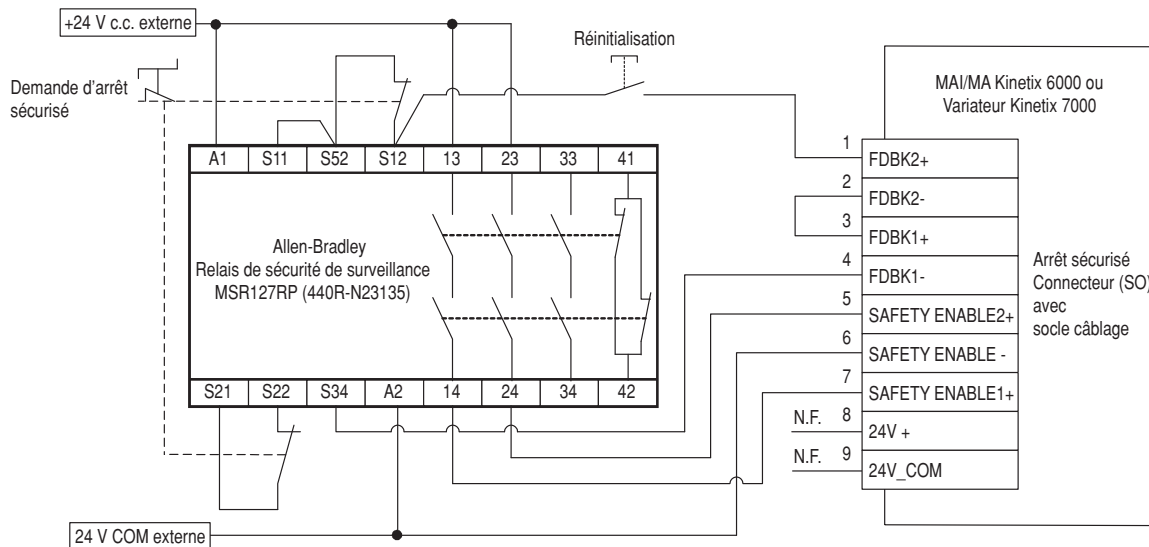 +24 V c.c. externe
Réinitialisation
Demande d'arrêt
sécurisé
MAI/MA Kinetix 6000 ou
Variateur Kinetix 7000
A1 S11 S52 S12 13 23 33 41
Allen-Bradley
Relais de sécurité de surveillance
MSR127RP (440R-N23135)
S21 S22 S34 A2 14 24 34 42
1 FDBK2+
2 FDBK2-
3 FDBK1+
4 FDBK1-
5 SAFETY ENABLE2+
6 SAFETY ENABLE -
7 SAFETY ENABLE1+
N.F. 8 24V +
N.F. 9 24V_COM
Arrêt sécurisé
Connecteur (SO)
avec
socle câblage
24 V COM externe